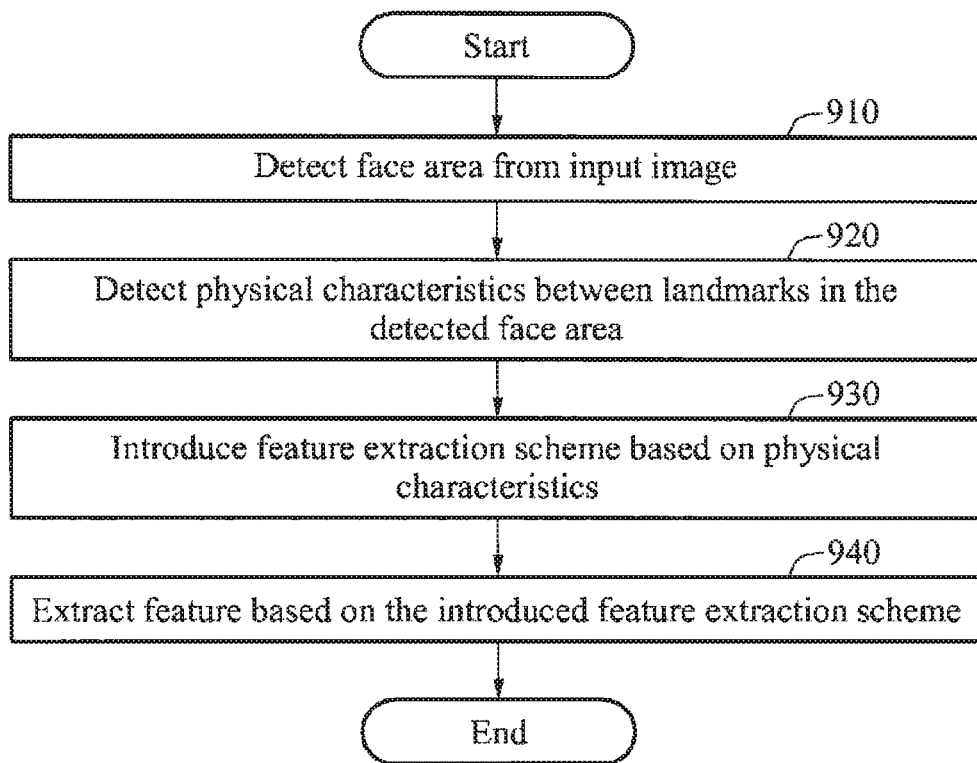 Start
910
Detect face area from input image
920
Detect physical characteristics between landmarks in the
detected face area
930
Introduce feature extraction scheme based on physical
characteristics
940
Extract feature based on the introduced feature extraction scheme
End